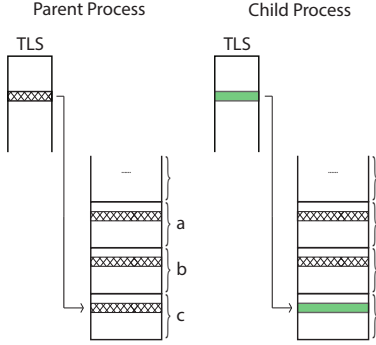 Parent Process
Child Process
TLS
TLS
.....
.....
a
b
c